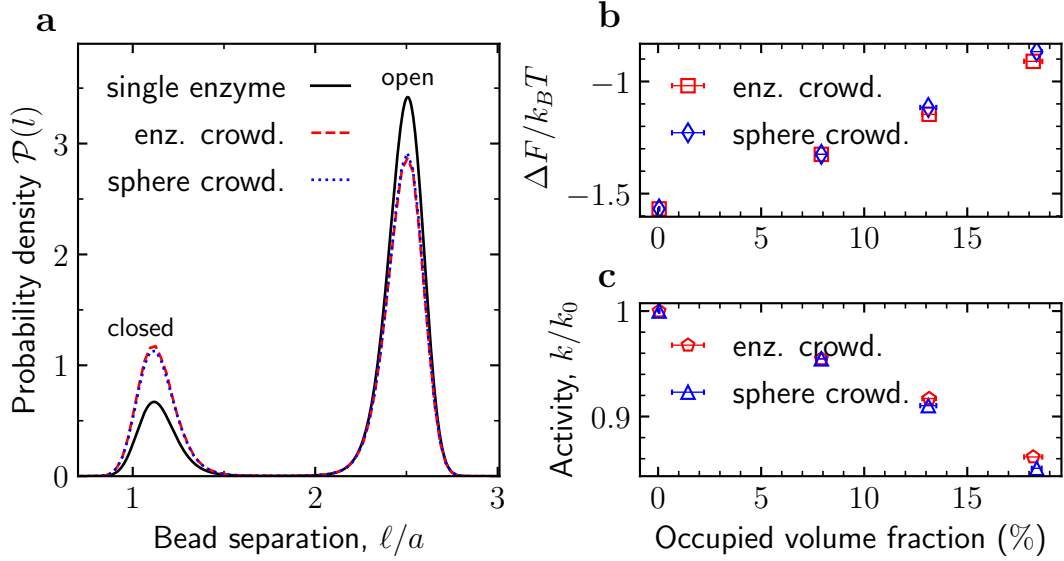 a
Probability density P(l)
3
2
1
0
single enzyme
enz. crowd.
sphere crowd.
open
closed
1
2
3
Bead separation, ℓ/a
b
ΔF/k_BT
−1
−1.5
enz. crowd.
sphere crowd.
0
5
10
15
c
Activity, k/k_0
1
0.9
enz. crowd.
sphere crowd.
0
5
10
15
Occupied volume fraction (%)